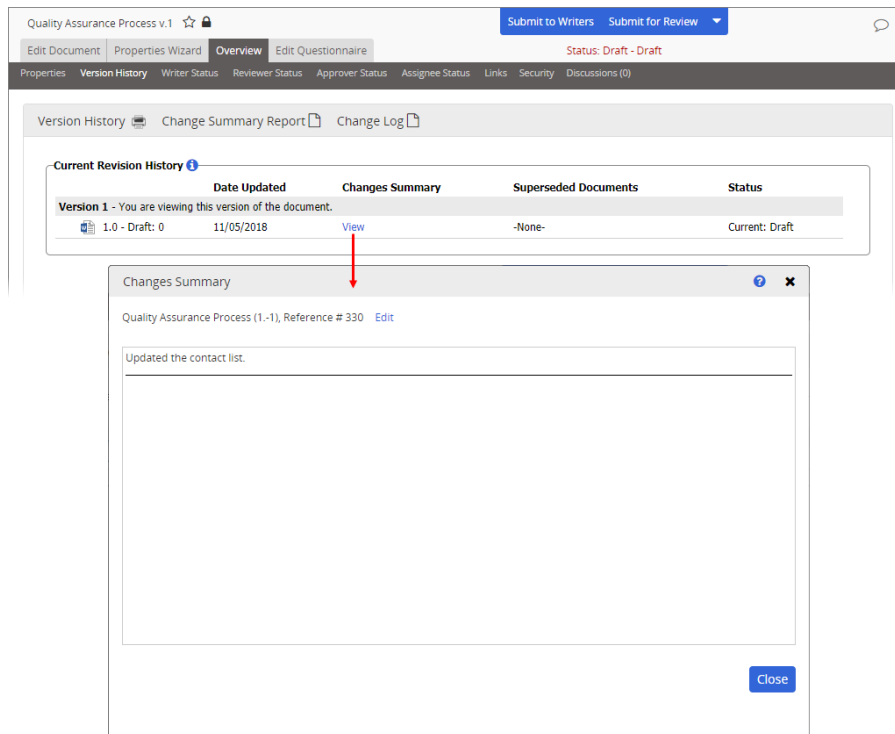 Quality Assurance Process v.1
Submit to Writers Submit for Review
Edit Document Properties Wizard Overview Edit Questionnaire
Status: Draft - Draft
Properties Version History Writer Status Reviewer Status Approver Status Assignee Status Links Security Discussions (0)
Version History Change Summary Report Change Log
Current Revision History
Date Updated Changes Summary Superseded Documents Status
Version 1 - You are viewing this version of the document.
1.0 - Draft: 0 11/05/2018 View -None- Current: Draft
Changes Summary
Quality Assurance Process (1.-1), Reference # 330 Edit
Updated the contact list.
Close